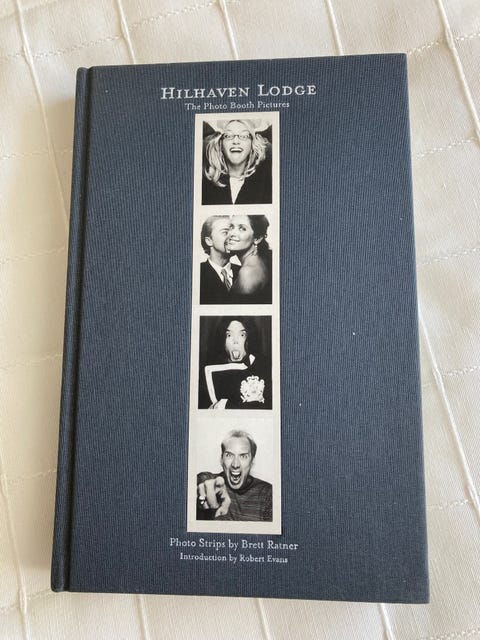 Hilhaven Lodge
The Photo Booth Pictures
Photo Strips by Brett Ratner
Introduction by Robert Evans